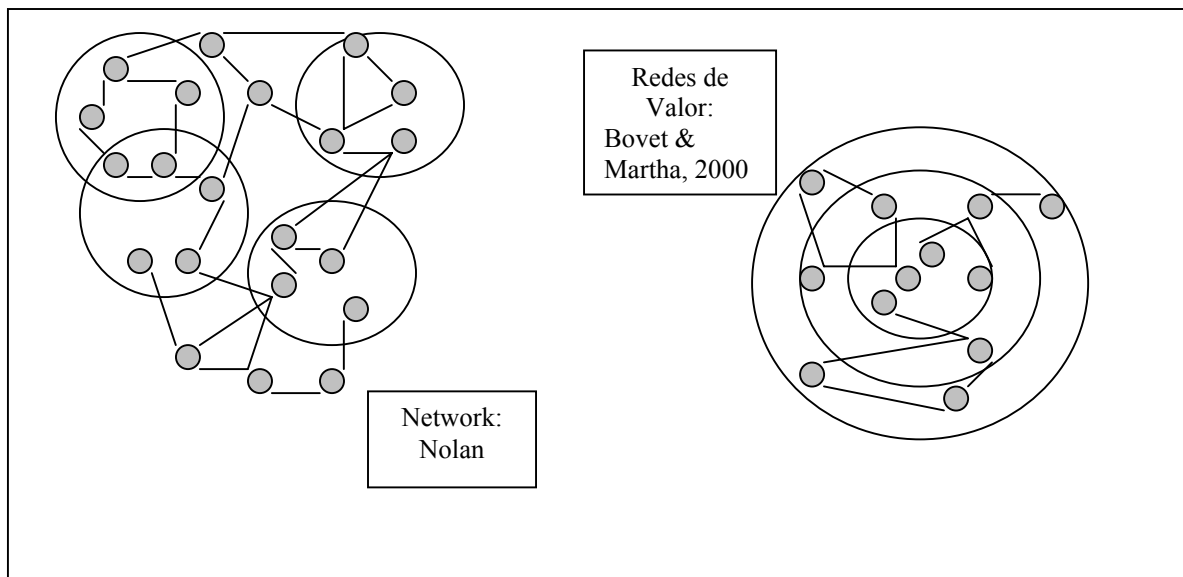 Redes de
Valor:
Bovet &
Martha, 2000
Network:
Nolan